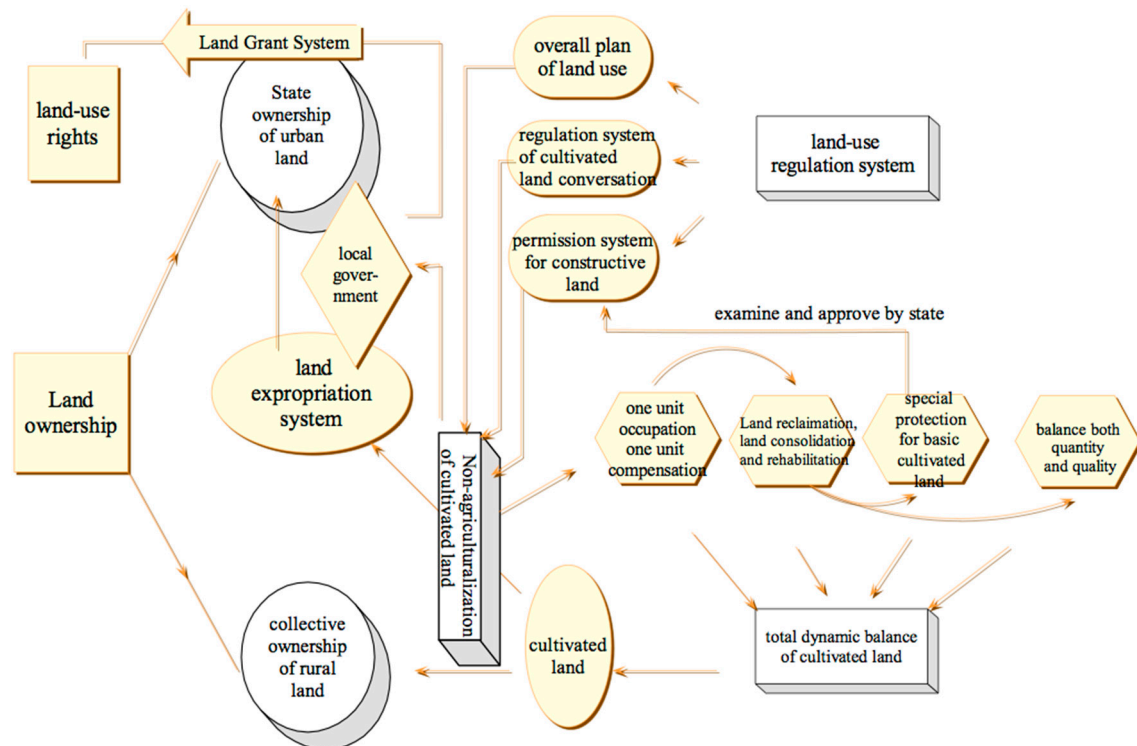 Land Grant System
land-use
rights
State
ownership
of urban
land
overall plan
of land use
regulation system
of cultivated
land conversation
permission system
for constructive
land
land-use
regulation system
local
gover-
nment
examine and approve by state
Land
ownership
land
expropriation
system
one unit
occupation
one unit
compensation
Land reclaimation,
land consolidation
and rehabilitation
special
protection
for basic
cultivated
land
balance both
quantity
and quality
Non-agriculturalization
of cultivated land
collective
ownership
of rural
land
cultivated
land
total dynamic balance
of cultivated land